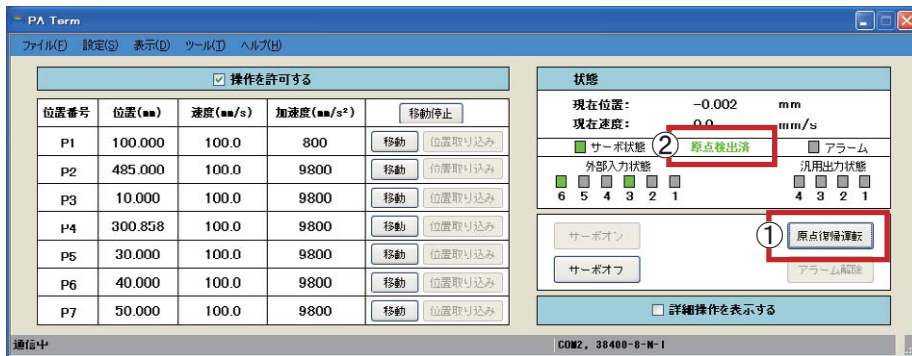 PA Term
ファイル(F) 設定(S) 表示(D) ツール(T) ヘルプ(H)
操作を許可する
位置番号 位置(mm) 速度(mm/s) 加速度(mm/s²) 移動停止
P1 100.000 100.0 800 移動 位置取り込み
P2 485.000 100.0 9800 移動 位置取り込み
P3 10.000 100.0 9800 移動 位置取り込み
P4 300.858 100.0 9800 移動 位置取り込み
P5 30.000 100.0 9800 移動 位置取り込み
P6 40.000 100.0 9800 移動 位置取り込み
P7 50.000 100.0 9800 移動 位置取り込み
状態
現在位置: -0.002 mm
現在速度: 0.0 mm/s
サーボ状態 ② 原点検出済 アラーム
外部入力状態 汎用出力状態
6 5 4 3 2 1 4 3 2 1
サーボオン ① 原点復帰運転
サーボオフ アラーム解除
詳細操作を表示する
通信中 COM2, 38400-8-N-1